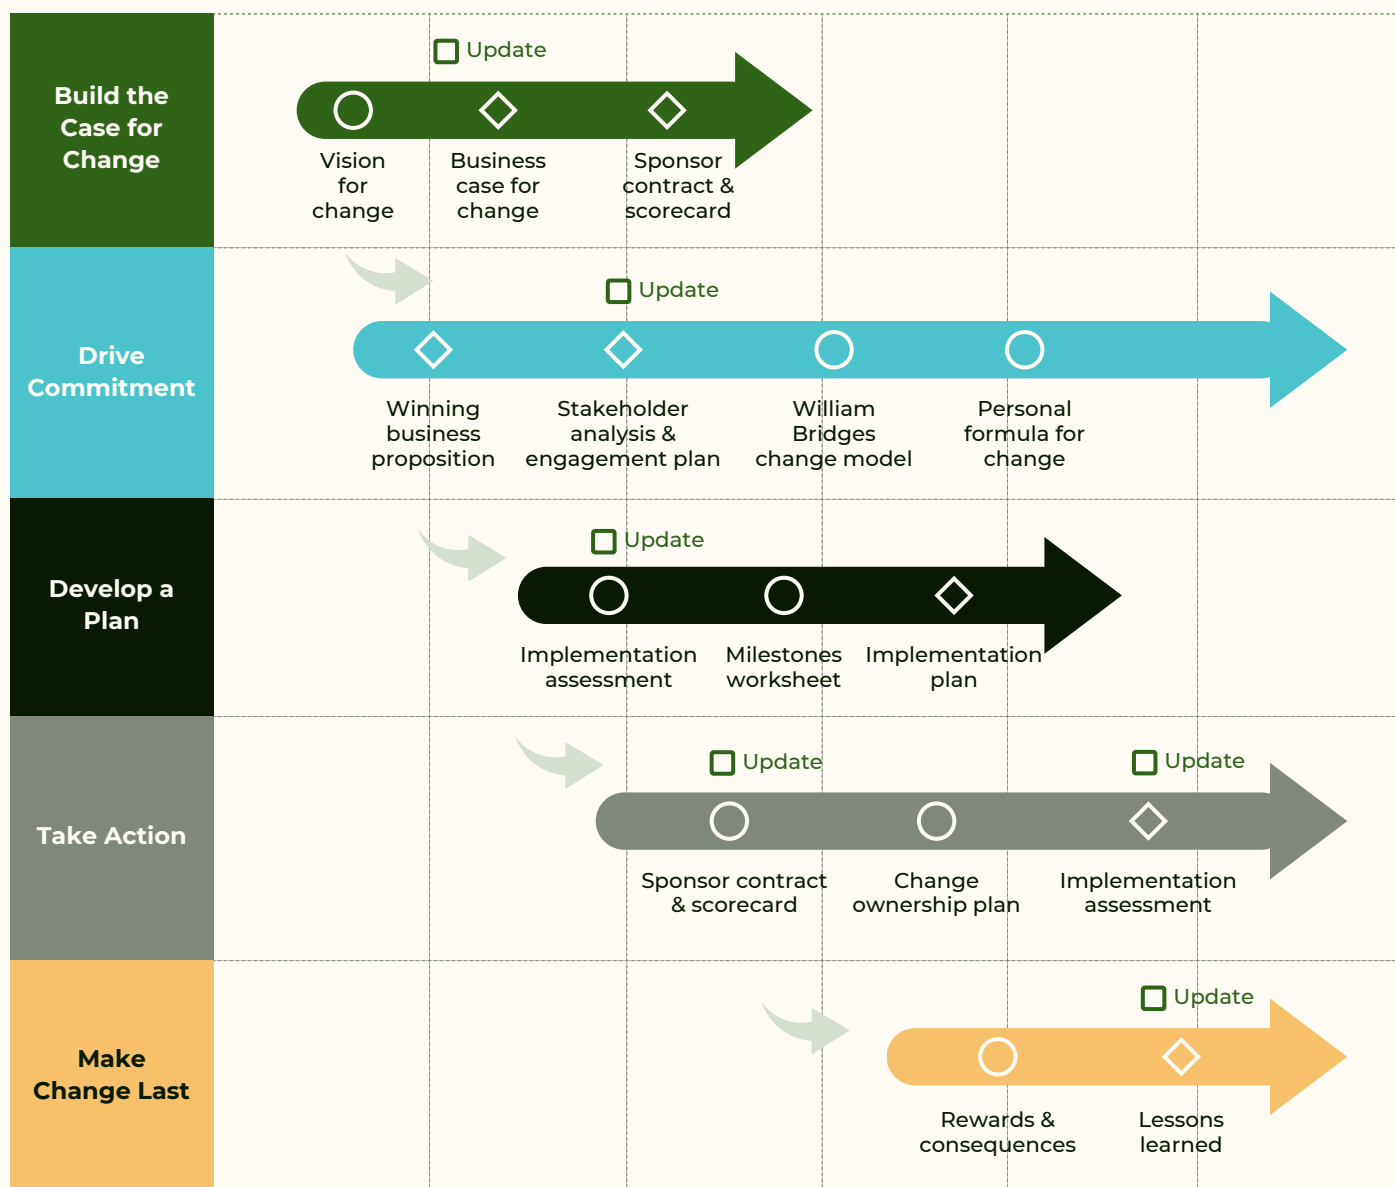 Build the
Case for
Change
Update
Vision
for
change
Business
case for
change
Sponsor
contract &
scorecard
Drive
Commitment
Update
Winning
business
proposition
Stakeholder
analysis &
engagement plan
William
Bridges
change model
Personal
formula for
change
Develop a
Plan
Update
Implementation
assessment
Milestones
worksheet
Implementation
plan
Take Action
Update
Update
Sponsor contract
& scorecard
Change
ownership plan
Implementation
assessment
Make
Change Last
Update
Rewards &
consequences
Lessons
learned